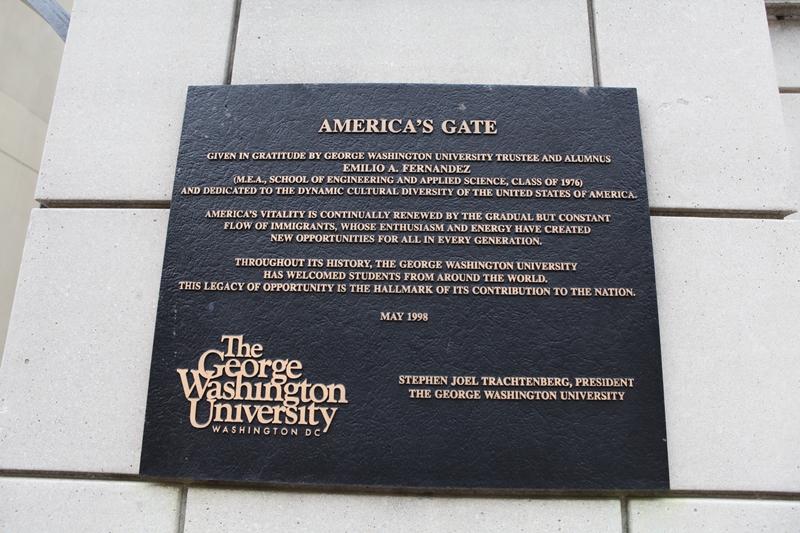 AMERICA'S GATE
GIVEN IN GRATITUDE BY GEORGE WASHINGTON UNIVERSITY TRUSTEE AND ALUMNUS
EMILIO A. FERNANDEZ
(M.E.A., SCHOOL OF ENGINEERING AND APPLIED SCIENCE, CLASS OF 1976)
AND DEDICATED TO THE DYNAMIC CULTURAL DIVERSITY OF THE UNITED STATES OF AMERICA.
AMERICA'S VITALITY IS CONTINUALLY RENEWED BY THE GRADUAL BUT CONSTANT
FLOW OF IMMIGRANTS, WHOSE ENTHUSIASM AND ENERGY HAVE CREATED
NEW OPPORTUNITIES FOR ALL IN EVERY GENERATION.
THROUGHOUT ITS HISTORY, THE GEORGE WASHINGTON UNIVERSITY
HAS WELCOMED STUDENTS FROM AROUND THE WORLD.
THIS LEGACY OF OPPORTUNITY IS THE HALLMARK OF ITS CONTRIBUTION TO THE NATION.
MAY 1998
The
George
Washington
University
WASHINGTON DC
STEPHEN JOEL TRACHTENBERG, PRESIDENT
THE GEORGE WASHINGTON UNIVERSITY